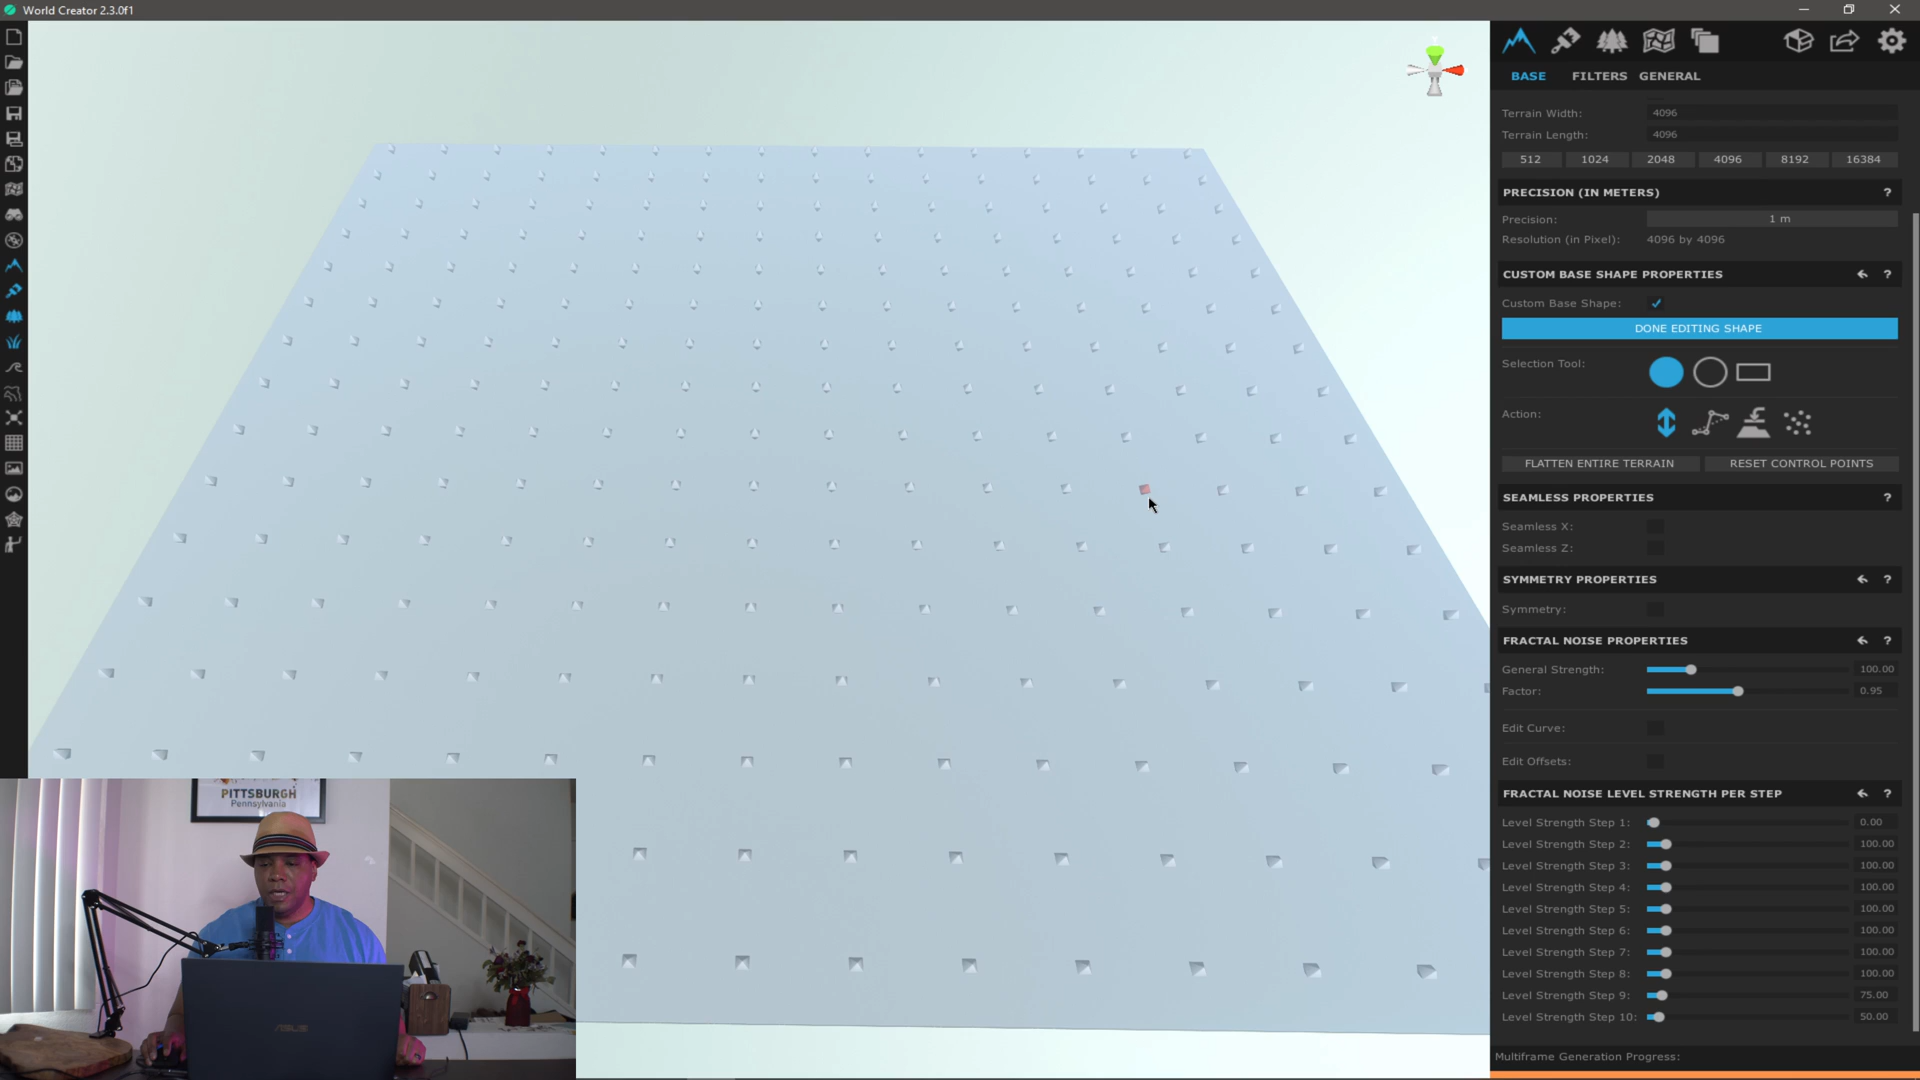 World Creator 2.3.0f1
BASE FILTERS GENERAL
Terrain Width: 4096
Terrain Length: 4096
512 1024 2048 4096 8192 16384
PRECISION (IN METERS) ?
Precision: 1 m
Resolution (in Pixel): 4096 by 4096
CUSTOM BASE SHAPE PROPERTIES ?
Custom Base Shape:
DONE EDITING SHAPE
Selection Tool:
Action:
FLATTEN ENTIRE TERRAIN RESET CONTROL POINTS
SEAMLESS PROPERTIES ?
Seamless X:
Seamless Z:
SYMMETRY PROPERTIES ?
Symmetry:
FRACTAL NOISE PROPERTIES ?
General Strength: 100.00
Factor: 0.95
Edit Curve:
Edit Offsets:
FRACTAL NOISE LEVEL STRENGTH PER STEP ?
Level Strength Step 1: 0.00
Level Strength Step 2: 100.00
Level Strength Step 3: 100.00
Level Strength Step 4: 100.00
Level Strength Step 5: 100.00
Level Strength Step 6: 100.00
Level Strength Step 7: 100.00
Level Strength Step 8: 100.00
Level Strength Step 9: 75.00
Level Strength Step 10: 50.00
Multiframe Generation Progress:
PITTSBURGH
Pennsylvania
ASUS